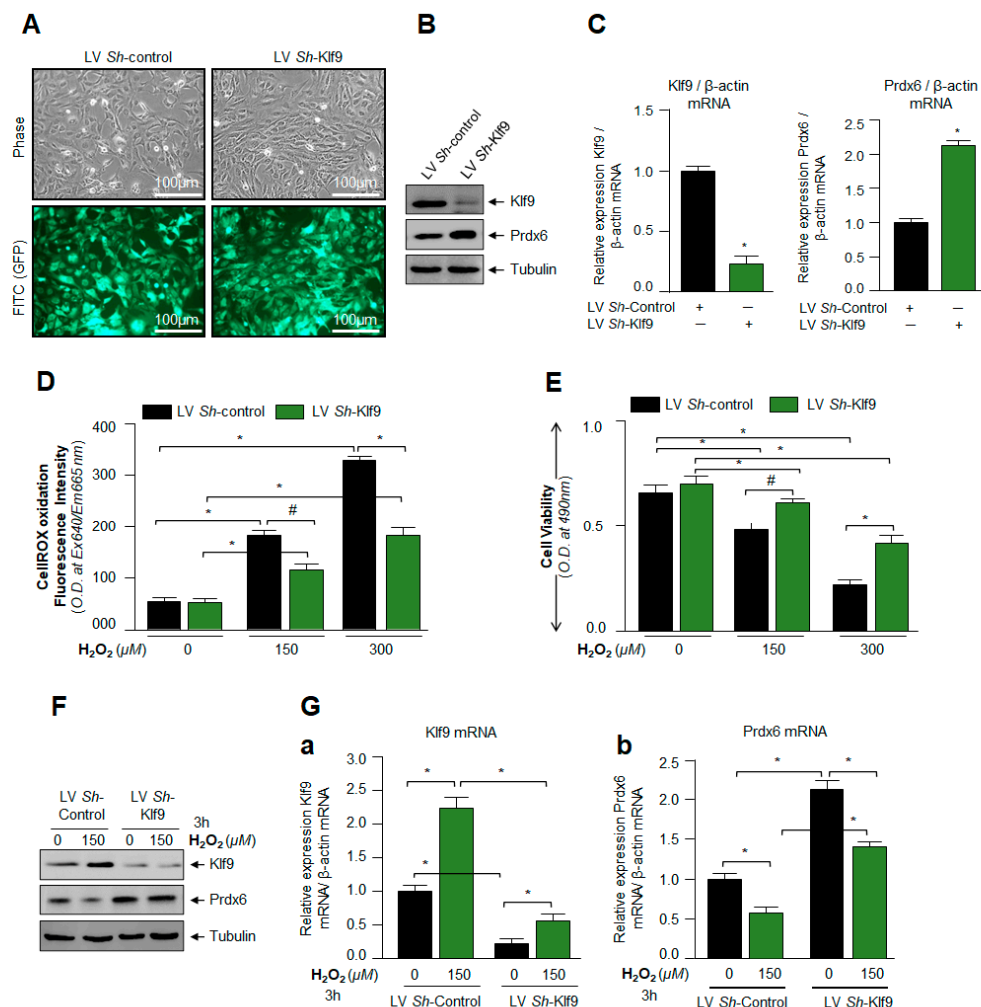 A
LV Sh-control
LV Sh-Klf9
Phase
100µm
100µm
FITC (GFP)
100µm
100µm
B
LV Sh-control
LV Sh-Klf9
Klf9
Prdx6
Tubulin
C
Klf9 / β-actin
mRNA
Relative expression Klf9 /
β-actin mRNA
1.5
1.0
0.5
0.0
*
LV Sh-Control + –
LV Sh-Klf9 – +
Prdx6 / β-actin
mRNA
Relative expression Prdx6 /
β-actin mRNA
2.5
2.0
1.5
1.0
0.5
0.0
*
LV Sh-Control + –
LV Sh-Klf9 – +
D
LV Sh-control
LV Sh-Klf9
CellROX oxidation
Fluorescence Intensity
(O.D. at Ex640/Em665 nm)
400
300
200
100
000
* *
*
* #
*
H2O2 (µM) 0 150 300
E
LV Sh-control
LV Sh-Klf9
Cell Viability
(O.D. at 490nm)
1.0
0.5
0.0
*
* *
*
#
*
H2O2 (µM) 0 150 300
F
LV Sh-
Control
LV Sh-
Klf9
3h
0 150 0 150 H2O2 (µM)
Klf9
Prdx6
Tubulin
G
a
Klf9 mRNA
Relative expression Klf9
mRNA/ β-actin mRNA
3.0
2.5
2.0
1.5
1.0
0.5
0.0
* *
*
*
H2O2 (µM) 0 150 0 150
3h
LV Sh-Control LV Sh-Klf9
b
Prdx6 mRNA
Relative expression Prdx6
mRNA/ β-actin mRNA
2.5
2.0
1.5
1.0
0.5
0.0
* *
*
*
H2O2 (µM) 0 150 0 150
3h
LV Sh-Control LV Sh-Klf9